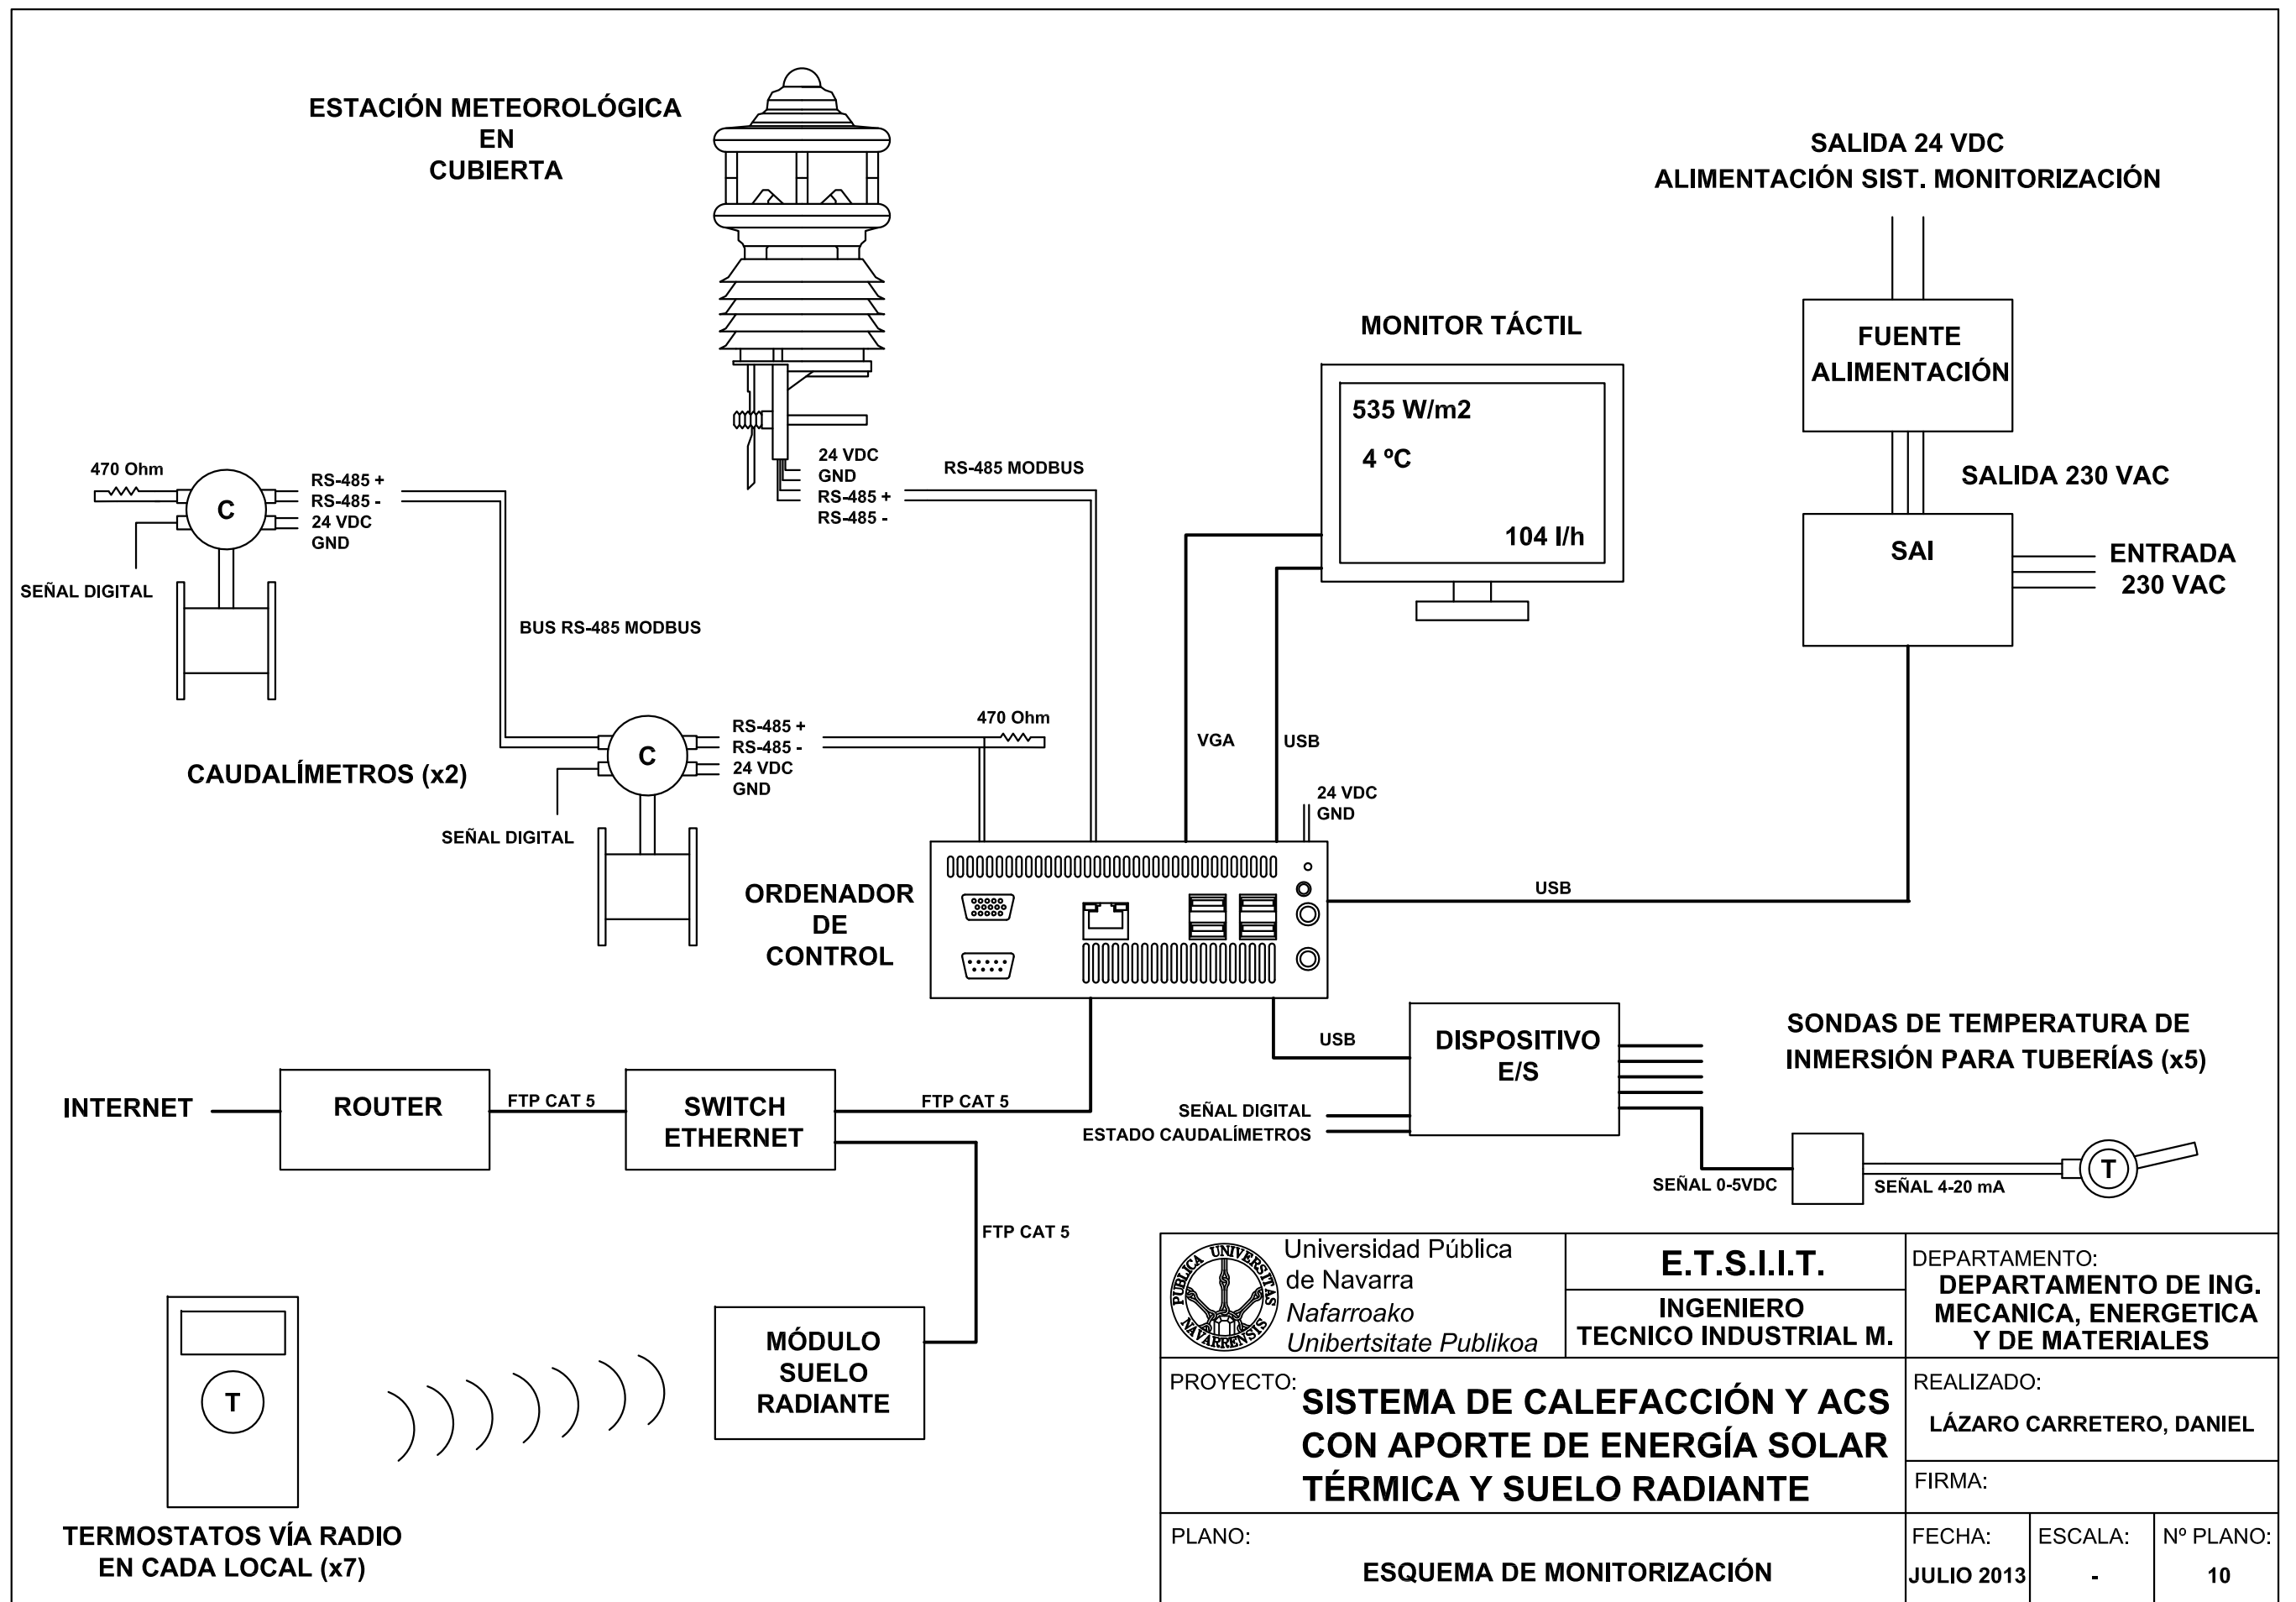 ESTACIÓN METEOROLÓGICA
EN
CUBIERTA
SALIDA 24 VDC
ALIMENTACIÓN SIST. MONITORIZACIÓN
FUENTE
ALIMENTACIÓN
SALIDA 230 VAC
SAI
ENTRADA
230 VAC
MONITOR TÁCTIL
535 W/m2
4 ºC
104 l/h
470 Ohm
C
RS-485 +
RS-485 -
24 VDC
GND
SEÑAL DIGITAL
24 VDC
GND
RS-485 +
RS-485 -
RS-485 MODBUS
BUS RS-485 MODBUS
CAUDALÍMETROS (x2)
C
RS-485 +
RS-485 -
24 VDC
GND
470 Ohm
SEÑAL DIGITAL
VGA
USB
24 VDC
GND
ORDENADOR
DE
CONTROL
USB
INTERNET
ROUTER
FTP CAT 5
SWITCH
ETHERNET
FTP CAT 5
FTP CAT 5
USB
DISPOSITIVO
E/S
SEÑAL DIGITAL
ESTADO CAUDALÍMETROS
SONDAS DE TEMPERATURA DE
INMERSIÓN PARA TUBERÍAS (x5)
SEÑAL 0-5VDC
SEÑAL 4-20 mA
T
T
MÓDULO
SUELO
RADIANTE
TERMOSTATOS VÍA RADIO
EN CADA LOCAL (x7)
PUBLICA UNIVERSITAS NAVARRENSIS
Universidad Pública
de Navarra
Nafarroako
Unibertsitate Publikoa
E.T.S.I.I.T.
INGENIERO
TECNICO INDUSTRIAL M.
DEPARTAMENTO:
DEPARTAMENTO DE ING.
MECANICA, ENERGETICA
Y DE MATERIALES
PROYECTO:
SISTEMA DE CALEFACCIÓN Y ACS
CON APORTE DE ENERGÍA SOLAR
TÉRMICA Y SUELO RADIANTE
REALIZADO:
LÁZARO CARRETERO, DANIEL
FIRMA:
PLANO:
ESQUEMA DE MONITORIZACIÓN
FECHA:
JULIO 2013
ESCALA:
-
Nº PLANO:
10